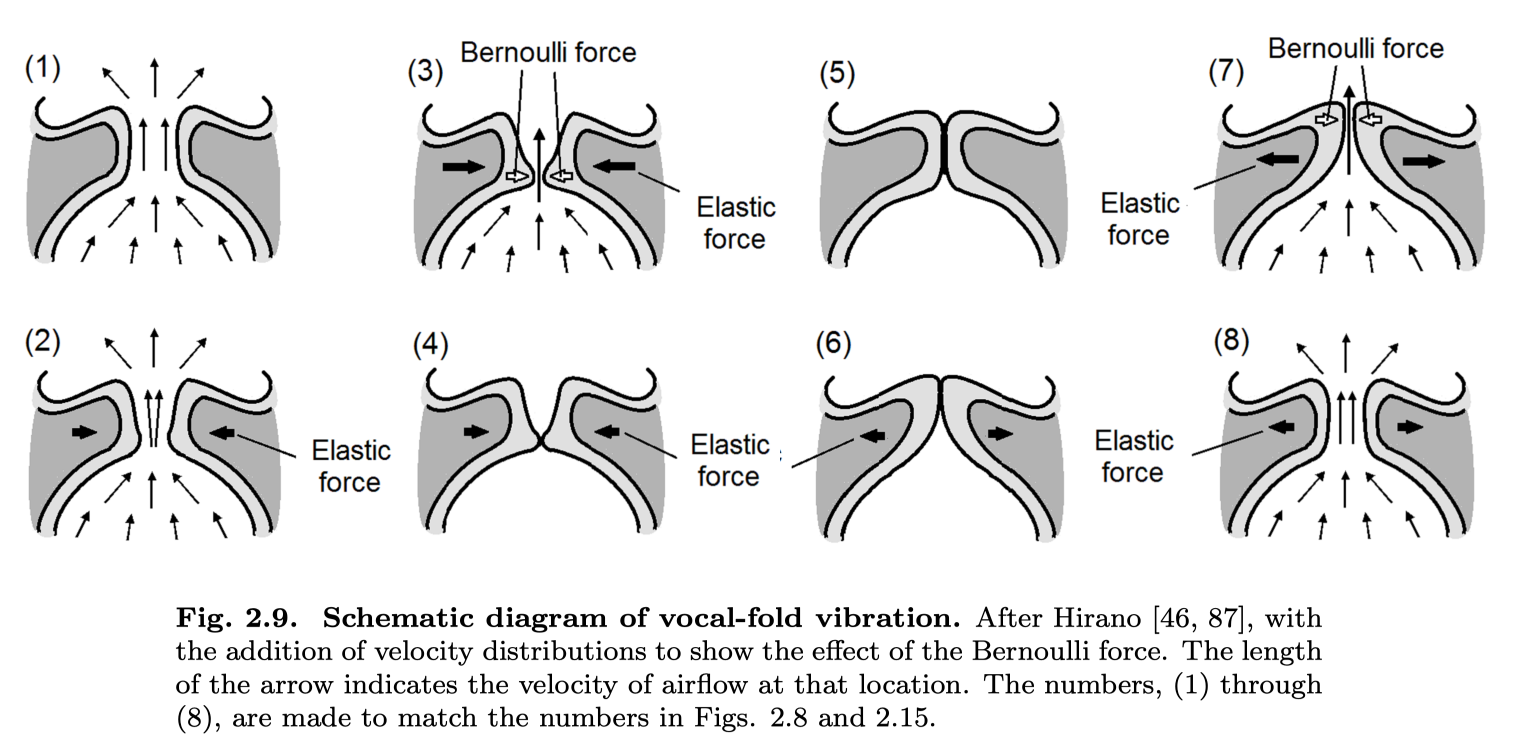 (1)
Bernoulli force
(3)
Elastic
force
(5)
Bernoulli force
(7)
Elastic
force
(2)
Elastic
force
(4)
Elastic
force
(6)
(8)
Elastic
force
Fig. 2.9. Schematic diagram of vocal-fold vibration. After Hirano [46, 87], with
the addition of velocity distributions to show the effect of the Bernoulli force. The length
of the arrow indicates the velocity of airflow at that location. The numbers, (1) through
(8), are made to match the numbers in Figs. 2.8 and 2.15.